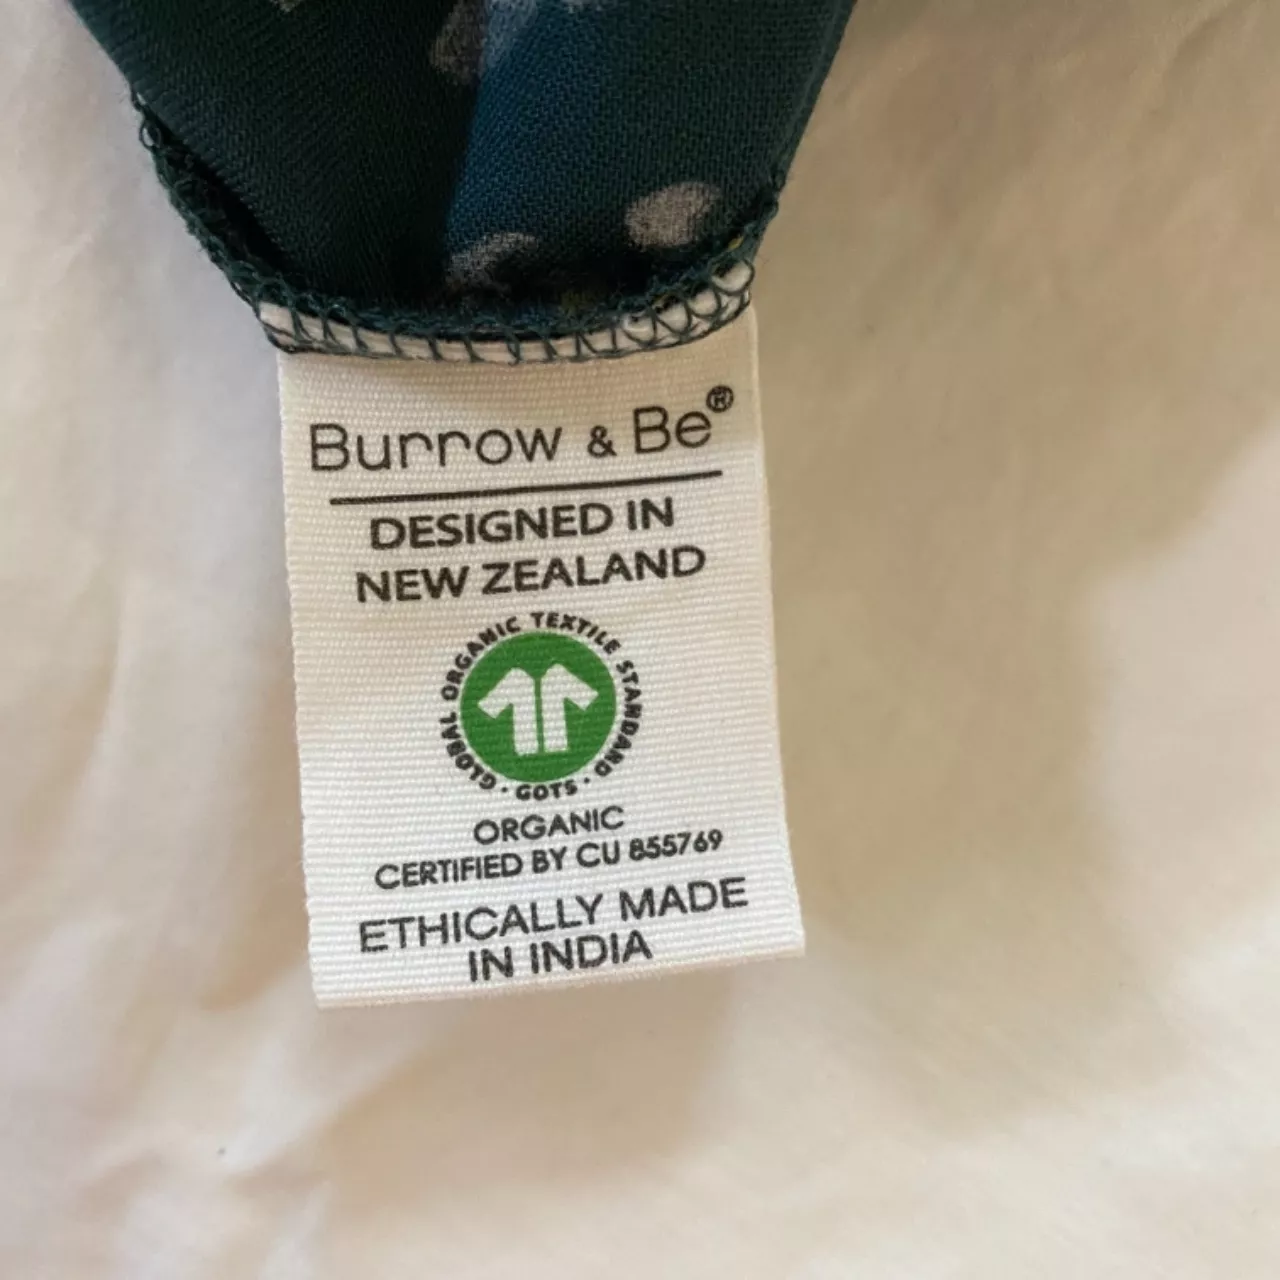 Burrow & Be®
DESIGNED IN
NEW ZEALAND
GLOBAL ORGANIC TEXTILE STANDARD · GOTS ·
ORGANIC
CERTIFIED BY CU 855769
ETHICALLY MADE
IN INDIA